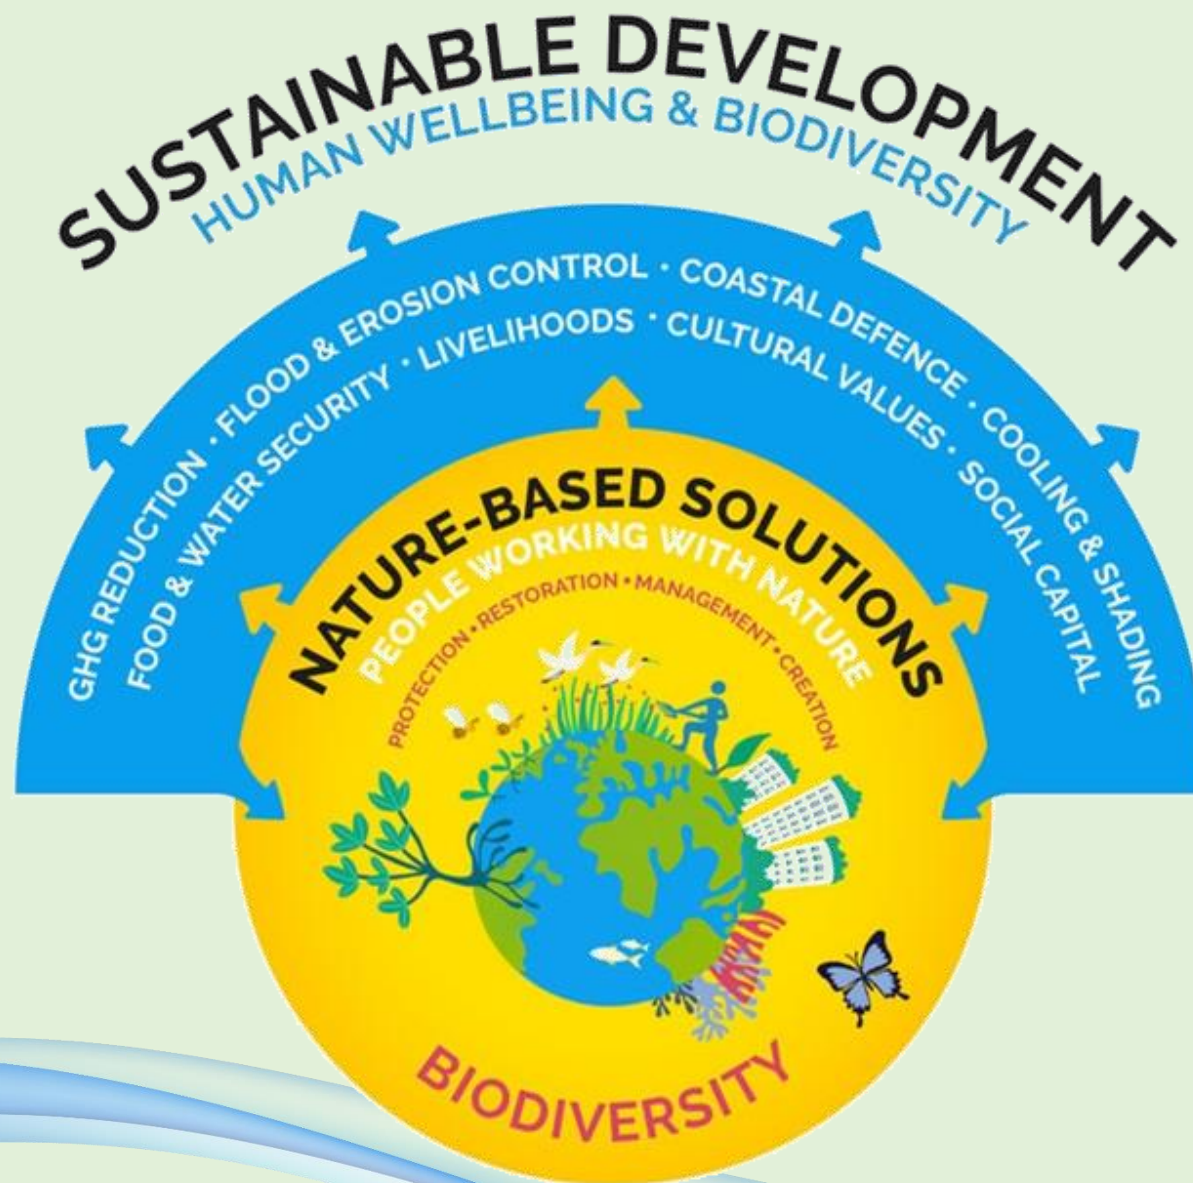 SUSTAINABLE DEVELOPMENT
HUMAN WELLBEING & BIODIVERSITY
GHG REDUCTION · FLOOD & EROSION CONTROL · COASTAL DEFENCE · COOLING & SHADING
FOOD & WATER SECURITY · LIVELIHOODS · CULTURAL VALUES · SOCIAL CAPITAL
NATURE-BASED SOLUTIONS
PEOPLE WORKING WITH NATURE
PROTECTION • RESTORATION • MANAGEMENT • CREATION
BIODIVERSITY